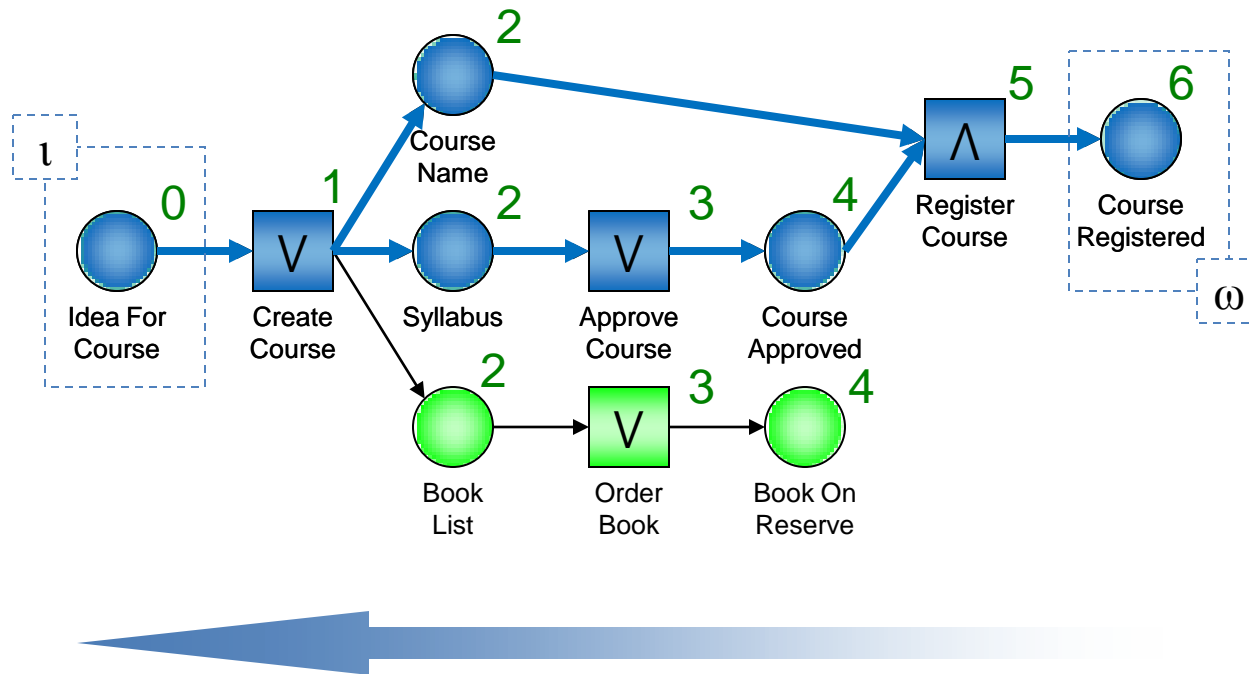 2
5
6
Λ
ι
Course
Name
0
1
2
3
4
Register
Course
Course
Registered
V
V
ω
Idea For
Course
Create
Course
Syllabus
Approve
Course
Course
Approved
2
3
4
V
Book
List
Order
Book
Book On
Reserve